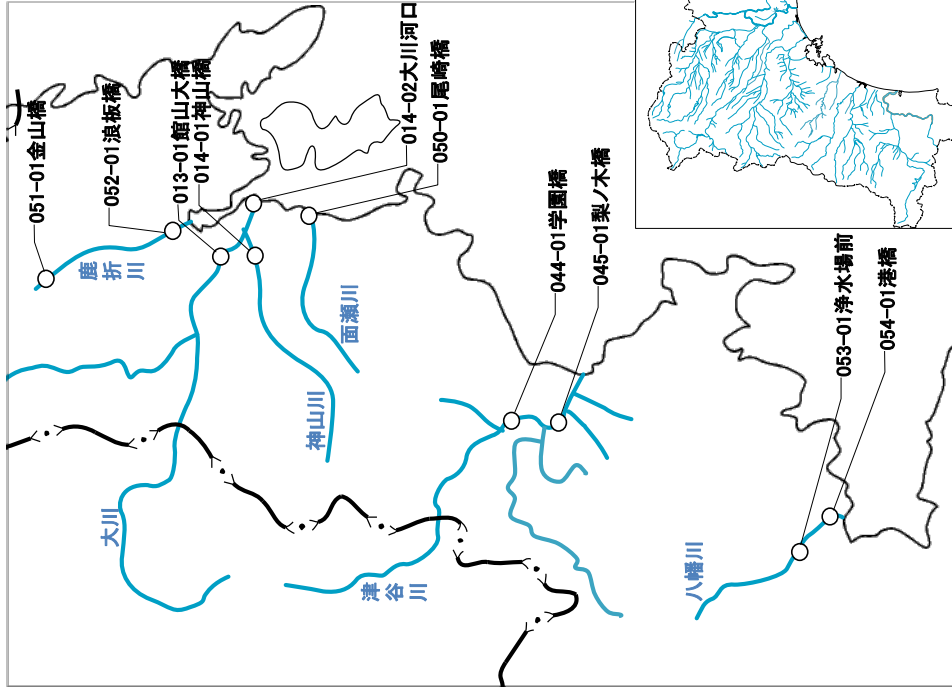 051-01金山橋
052-01浪板橋
013-01館山大橋
014-01神山橋
014-02大川河口
050-01尾崎橋
044-01学園橋
045-01梨ノ木橋
053-01浄水場前
054-01港橋
鹿折川
面瀬川
神山川
大川
津谷川
八幡川